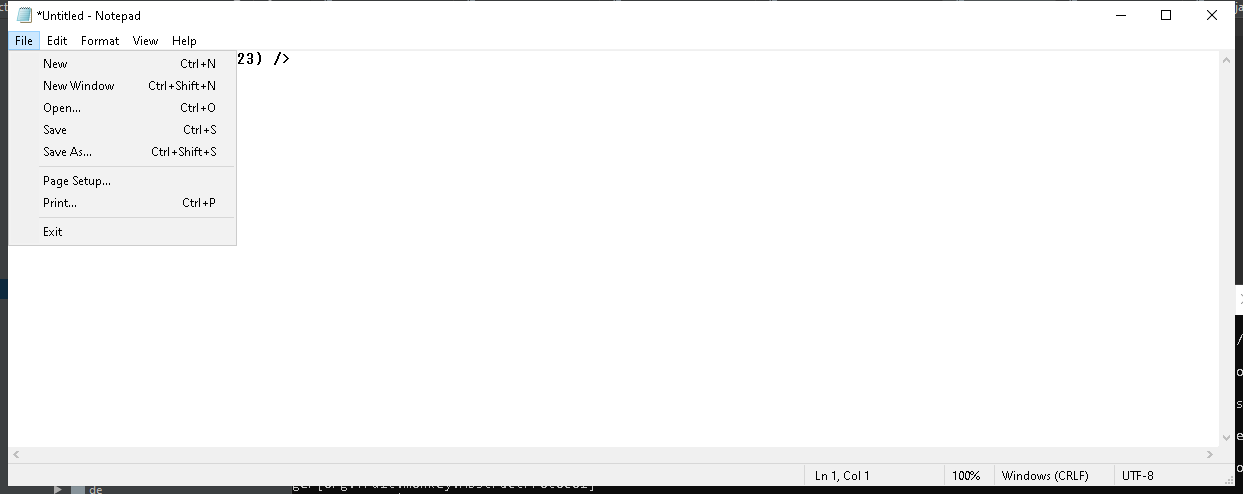 *Untitled - Notepad
File Edit Format View Help
23) />
New Ctrl+N
New Window Ctrl+Shift+N
Open... Ctrl+O
Save Ctrl+S
Save As... Ctrl+Shift+S
Page Setup...
Print... Ctrl+P
Exit
Ln 1, Col 1 100% Windows (CRLF) UTF-8
de